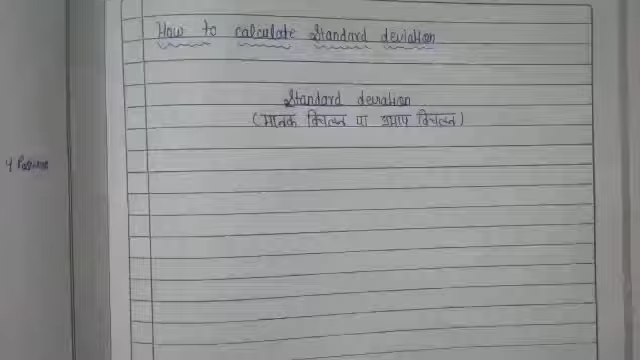 How to calculate Standard deviation
Standard deviation
(मानक विचलन या प्रमाप विचलन)